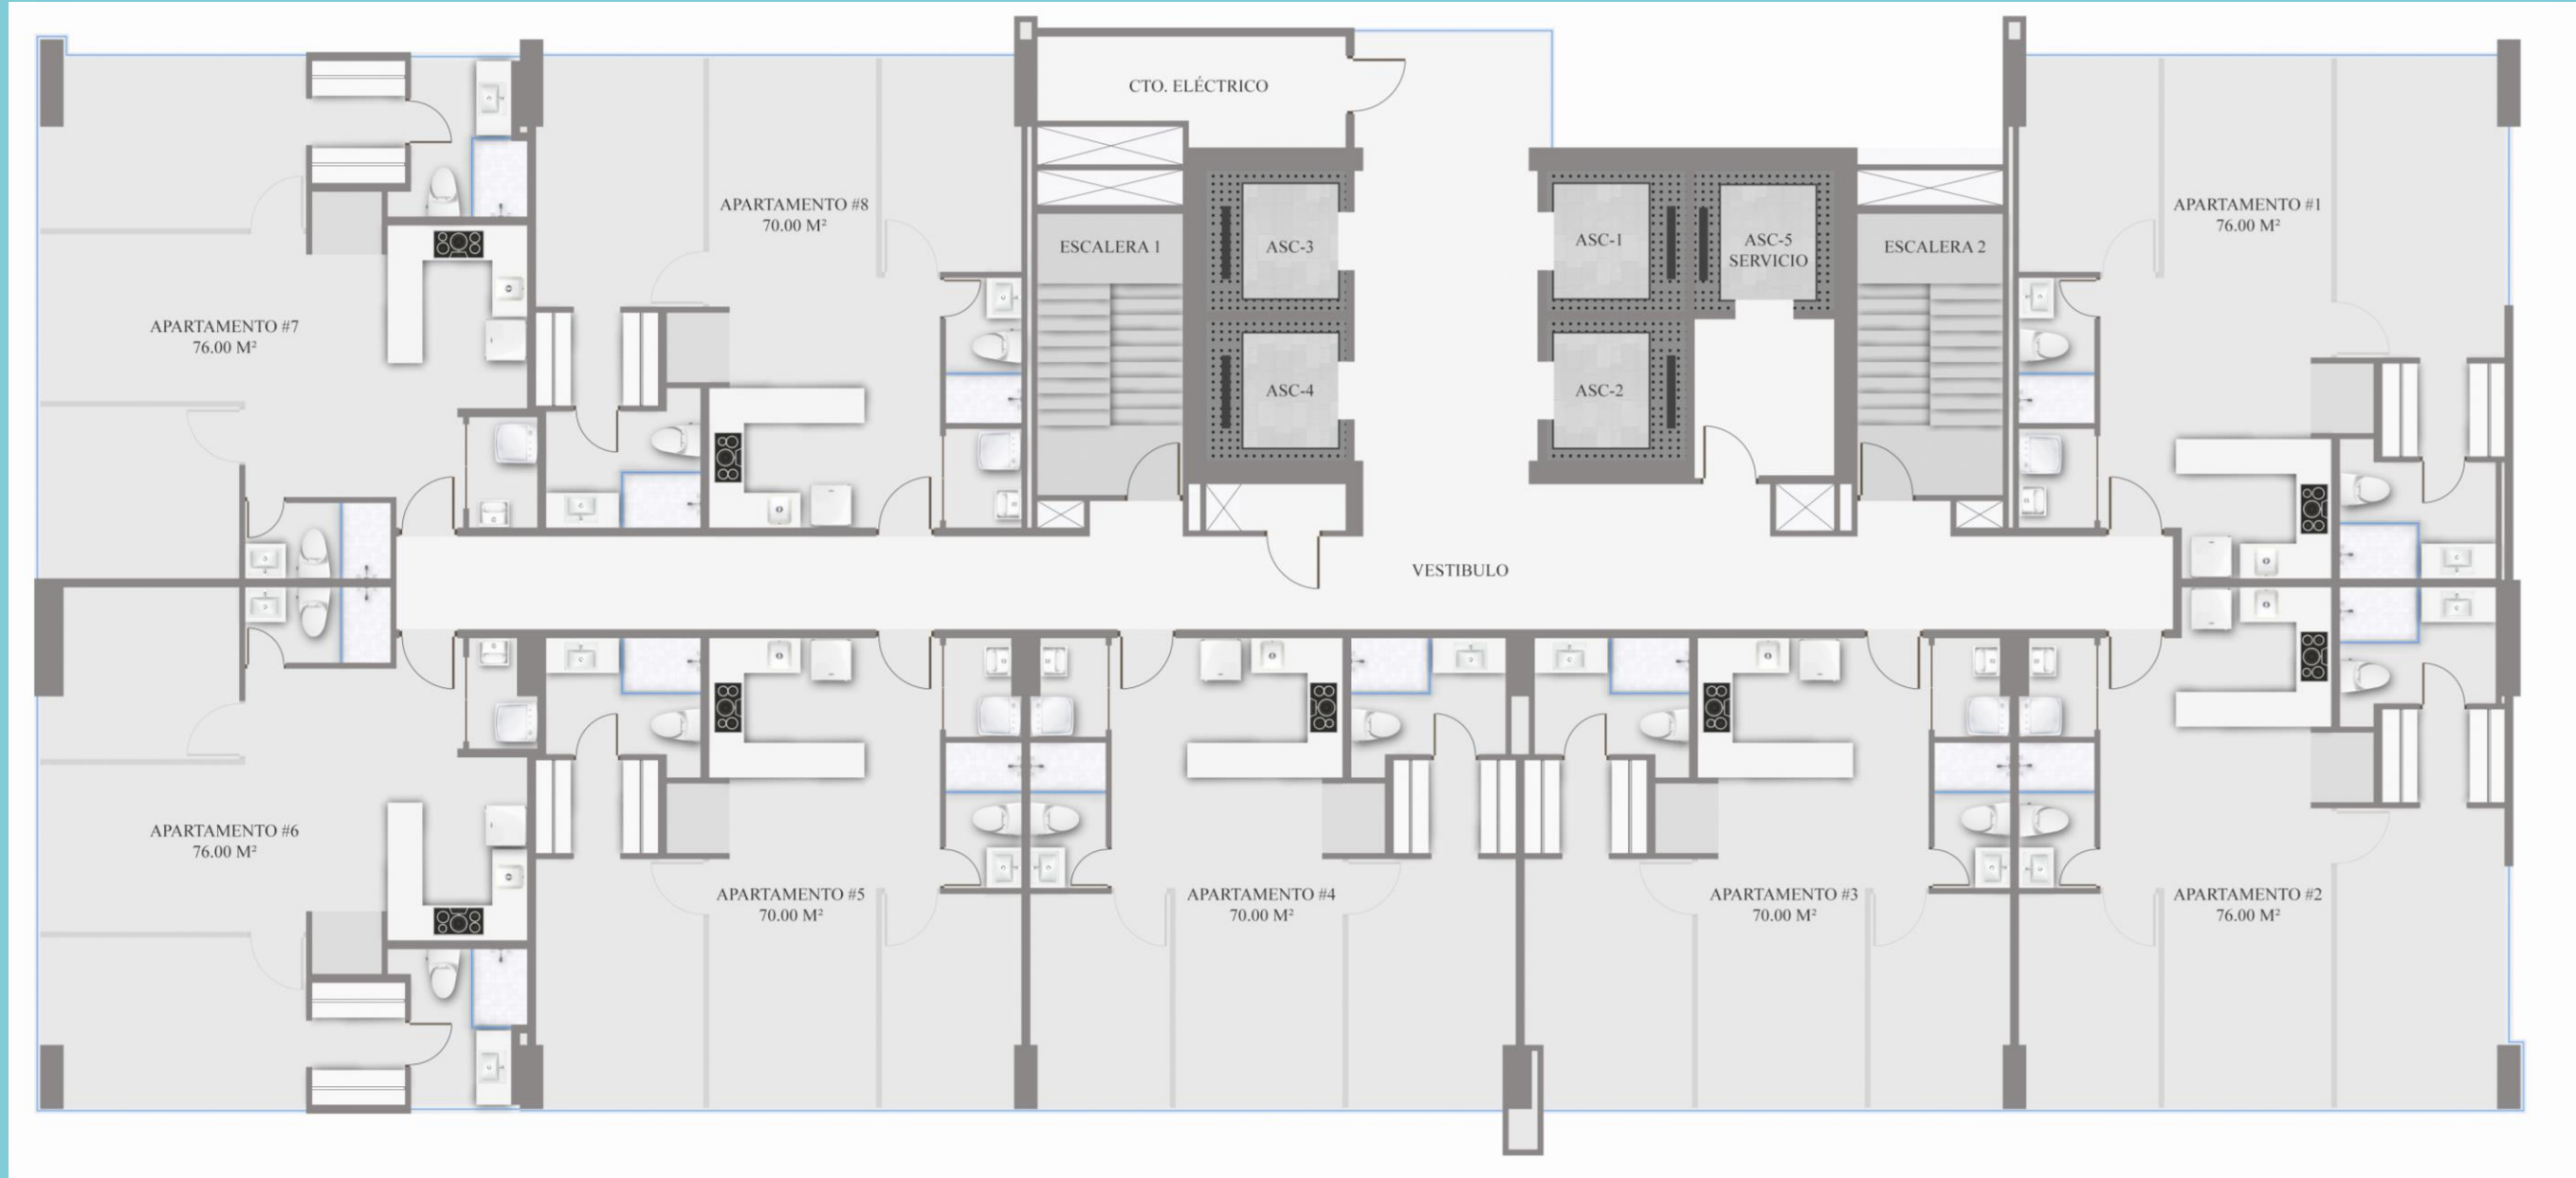 CTO. ELÉCTRICO
APARTAMENTO #8
70.00 M²
APARTAMENTO #1
76.00 M²
ESCALERA 1
ASC-3
ASC-1
ASC-5
SERVICIO
ESCALERA 2
APARTAMENTO #7
76.00 M²
ASC-4
ASC-2
VESTIBULO
APARTAMENTO #6
76.00 M²
APARTAMENTO #5
70.00 M²
APARTAMENTO #4
70.00 M²
APARTAMENTO #3
70.00 M²
APARTAMENTO #2
76.00 M²